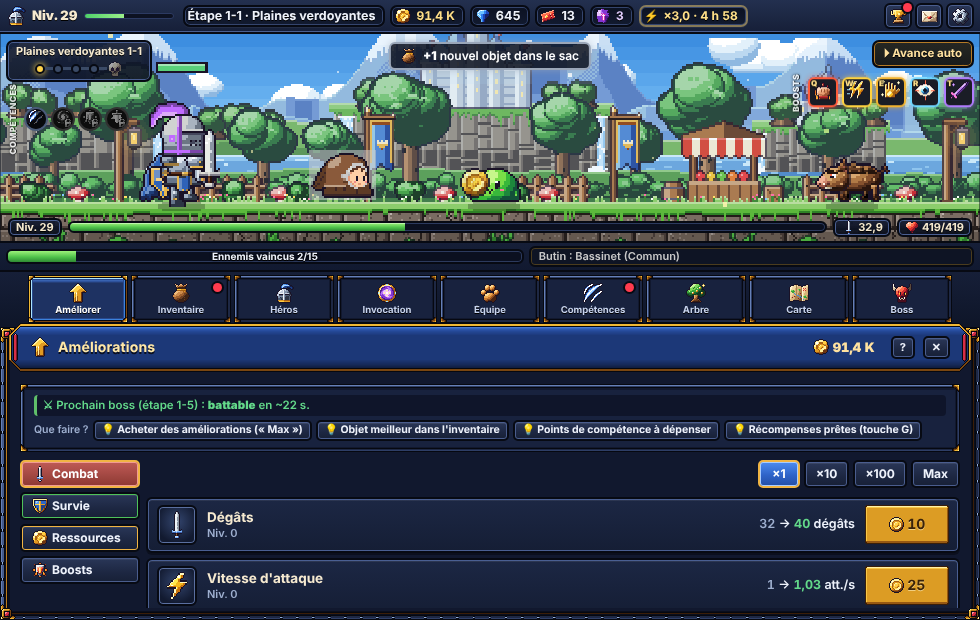 Niv. 29
Étape 1-1 · Plaines verdoyantes
91,4 K
645
13
3
×3,0 · 4 h 58
Plaines verdoyantes 1-1
+1 nouvel objet dans le sac
Avance auto
COMPÉTENCES
BOOSTS
Niv. 29
32,9
419/419
Ennemis vaincus 2/15
Butin : Bassinet (Commun)
Améliorer
Inventaire
Héros
Invocation
Equipe
Compétences
Arbre
Carte
Boss
Améliorations
91,4 K
?
×
Prochain boss (étape 1-5) : battable en ~22 s.
Que faire ?
Acheter des améliorations (« Max »)
Objet meilleur dans l'inventaire
Points de compétence à dépenser
Récompenses prêtes (touche G)
Combat
Survie
Ressources
Boosts
×1
×10
×100
Max
Dégâts
Niv. 0
32 → 40 dégâts
10
Vitesse d'attaque
Niv. 0
1 → 1,03 att./s
25